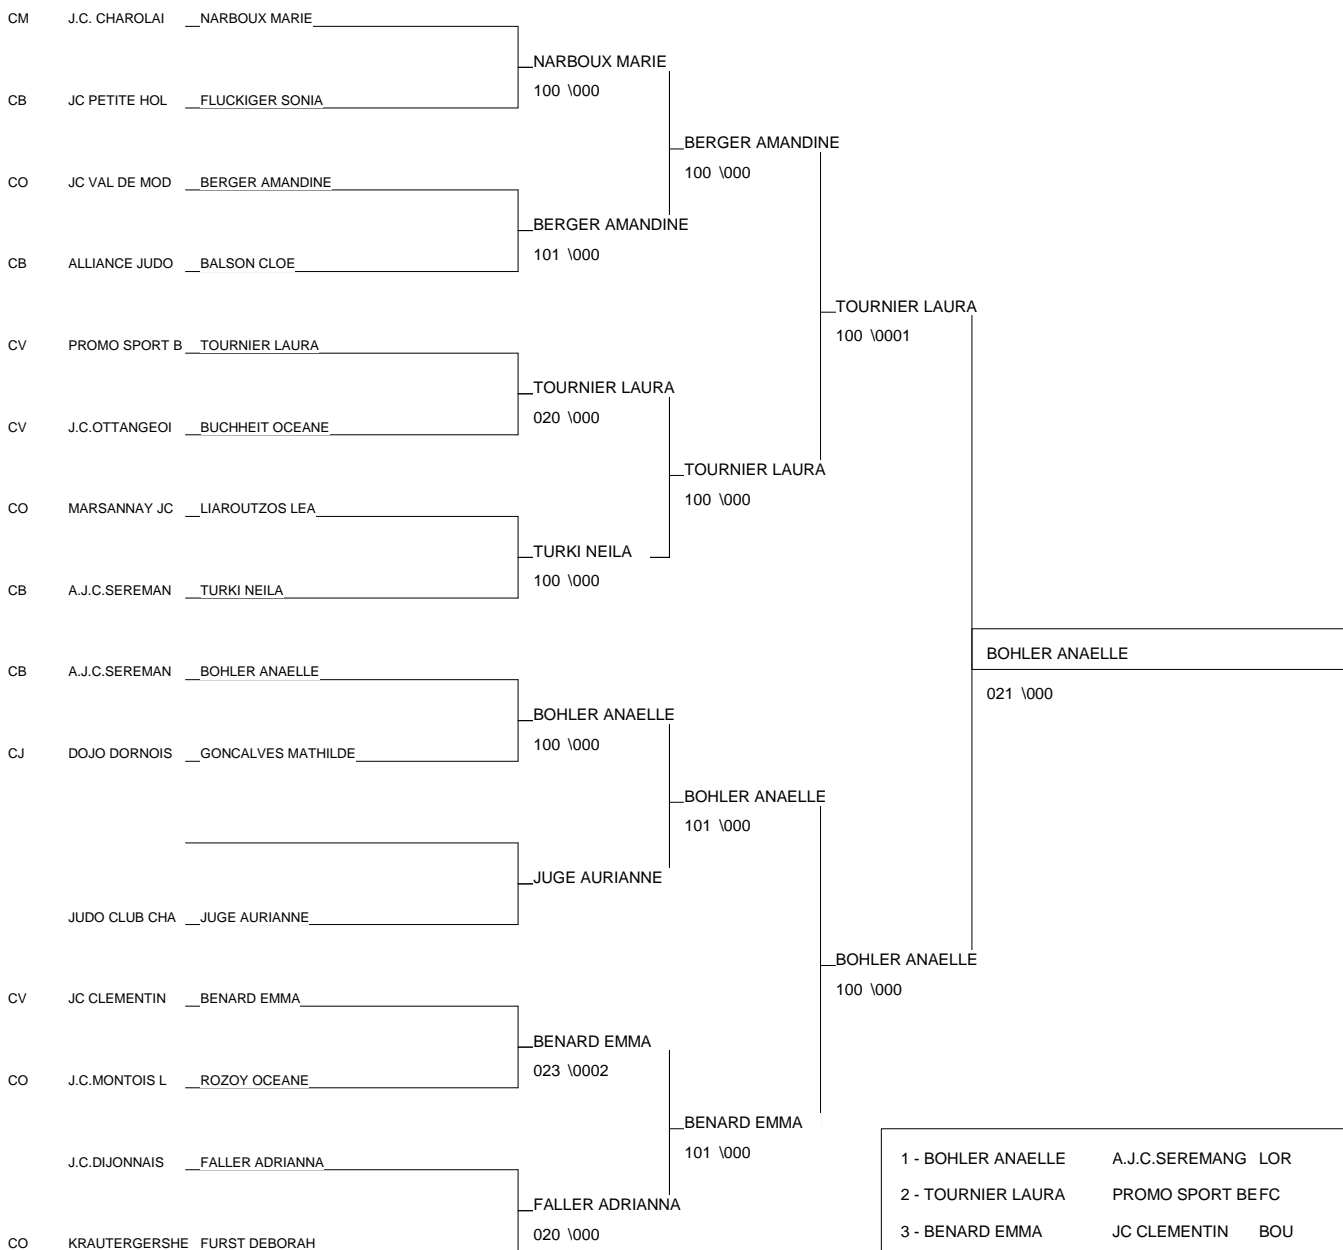 CM J.C. CHAROLAI NARBOUX MARIE
NARBOUX MARIE
100 \000
CB JC PETITE HOL FLUCKIGER SONIA
BERGER AMANDINE
100 \000
CO JC VAL DE MOD BERGER AMANDINE
BERGER AMANDINE
101 \000
CB ALLIANCE JUDO BALSON CLOE
TOURNIER LAURA
100 \0001
CV PROMO SPORT B TOURNIER LAURA
TOURNIER LAURA
020 \000
CV J.C.OTTANGEOI BUCHHEIT OCEANE
TOURNIER LAURA
100 \000
CO MARSANNAY JC LIAROUTZOS LEA
TURKI NEILA
100 \000
CB A.J.C.SEREMAN TURKI NEILA
BOHLER ANAELLE
021 \000
CB A.J.C.SEREMAN BOHLER ANAELLE
BOHLER ANAELLE
100 \000
CJ DOJO DORNOIS GONCALVES MATHILDE
BOHLER ANAELLE
101 \000
JUGE AURIANNE
JUDO CLUB CHA JUGE AURIANNE
BOHLER ANAELLE
100 \000
CV JC CLEMENTIN BENARD EMMA
BENARD EMMA
023 \0002
CO J.C.MONTOIS L ROZOY OCEANE
BENARD EMMA
101 \000
J.C.DIJONNAIS FALLER ADRIANNA
FALLER ADRIANNA
020 \000
CO KRAUTERGERSHE FURST DEBORAH
1 - BOHLER ANAELLE A.J.C.SEREMANG LOR
2 - TOURNIER LAURA PROMO SPORT BEFC
3 - BENARD EMMA JC CLEMENTIN BOU